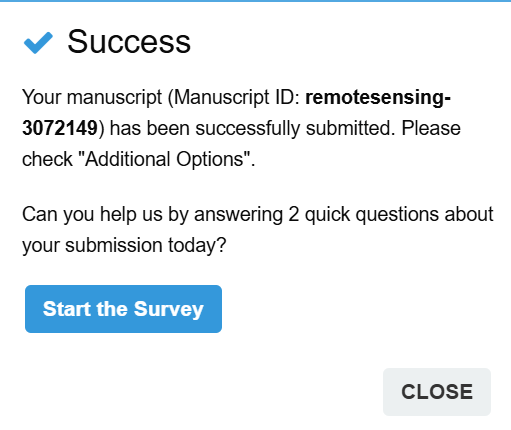 Success
Your manuscript (Manuscript ID: remotesensing-
3072149) has been successfully submitted. Please
check "Additional Options".
Can you help us by answering 2 quick questions about
your submission today?
Start the Survey
CLOSE